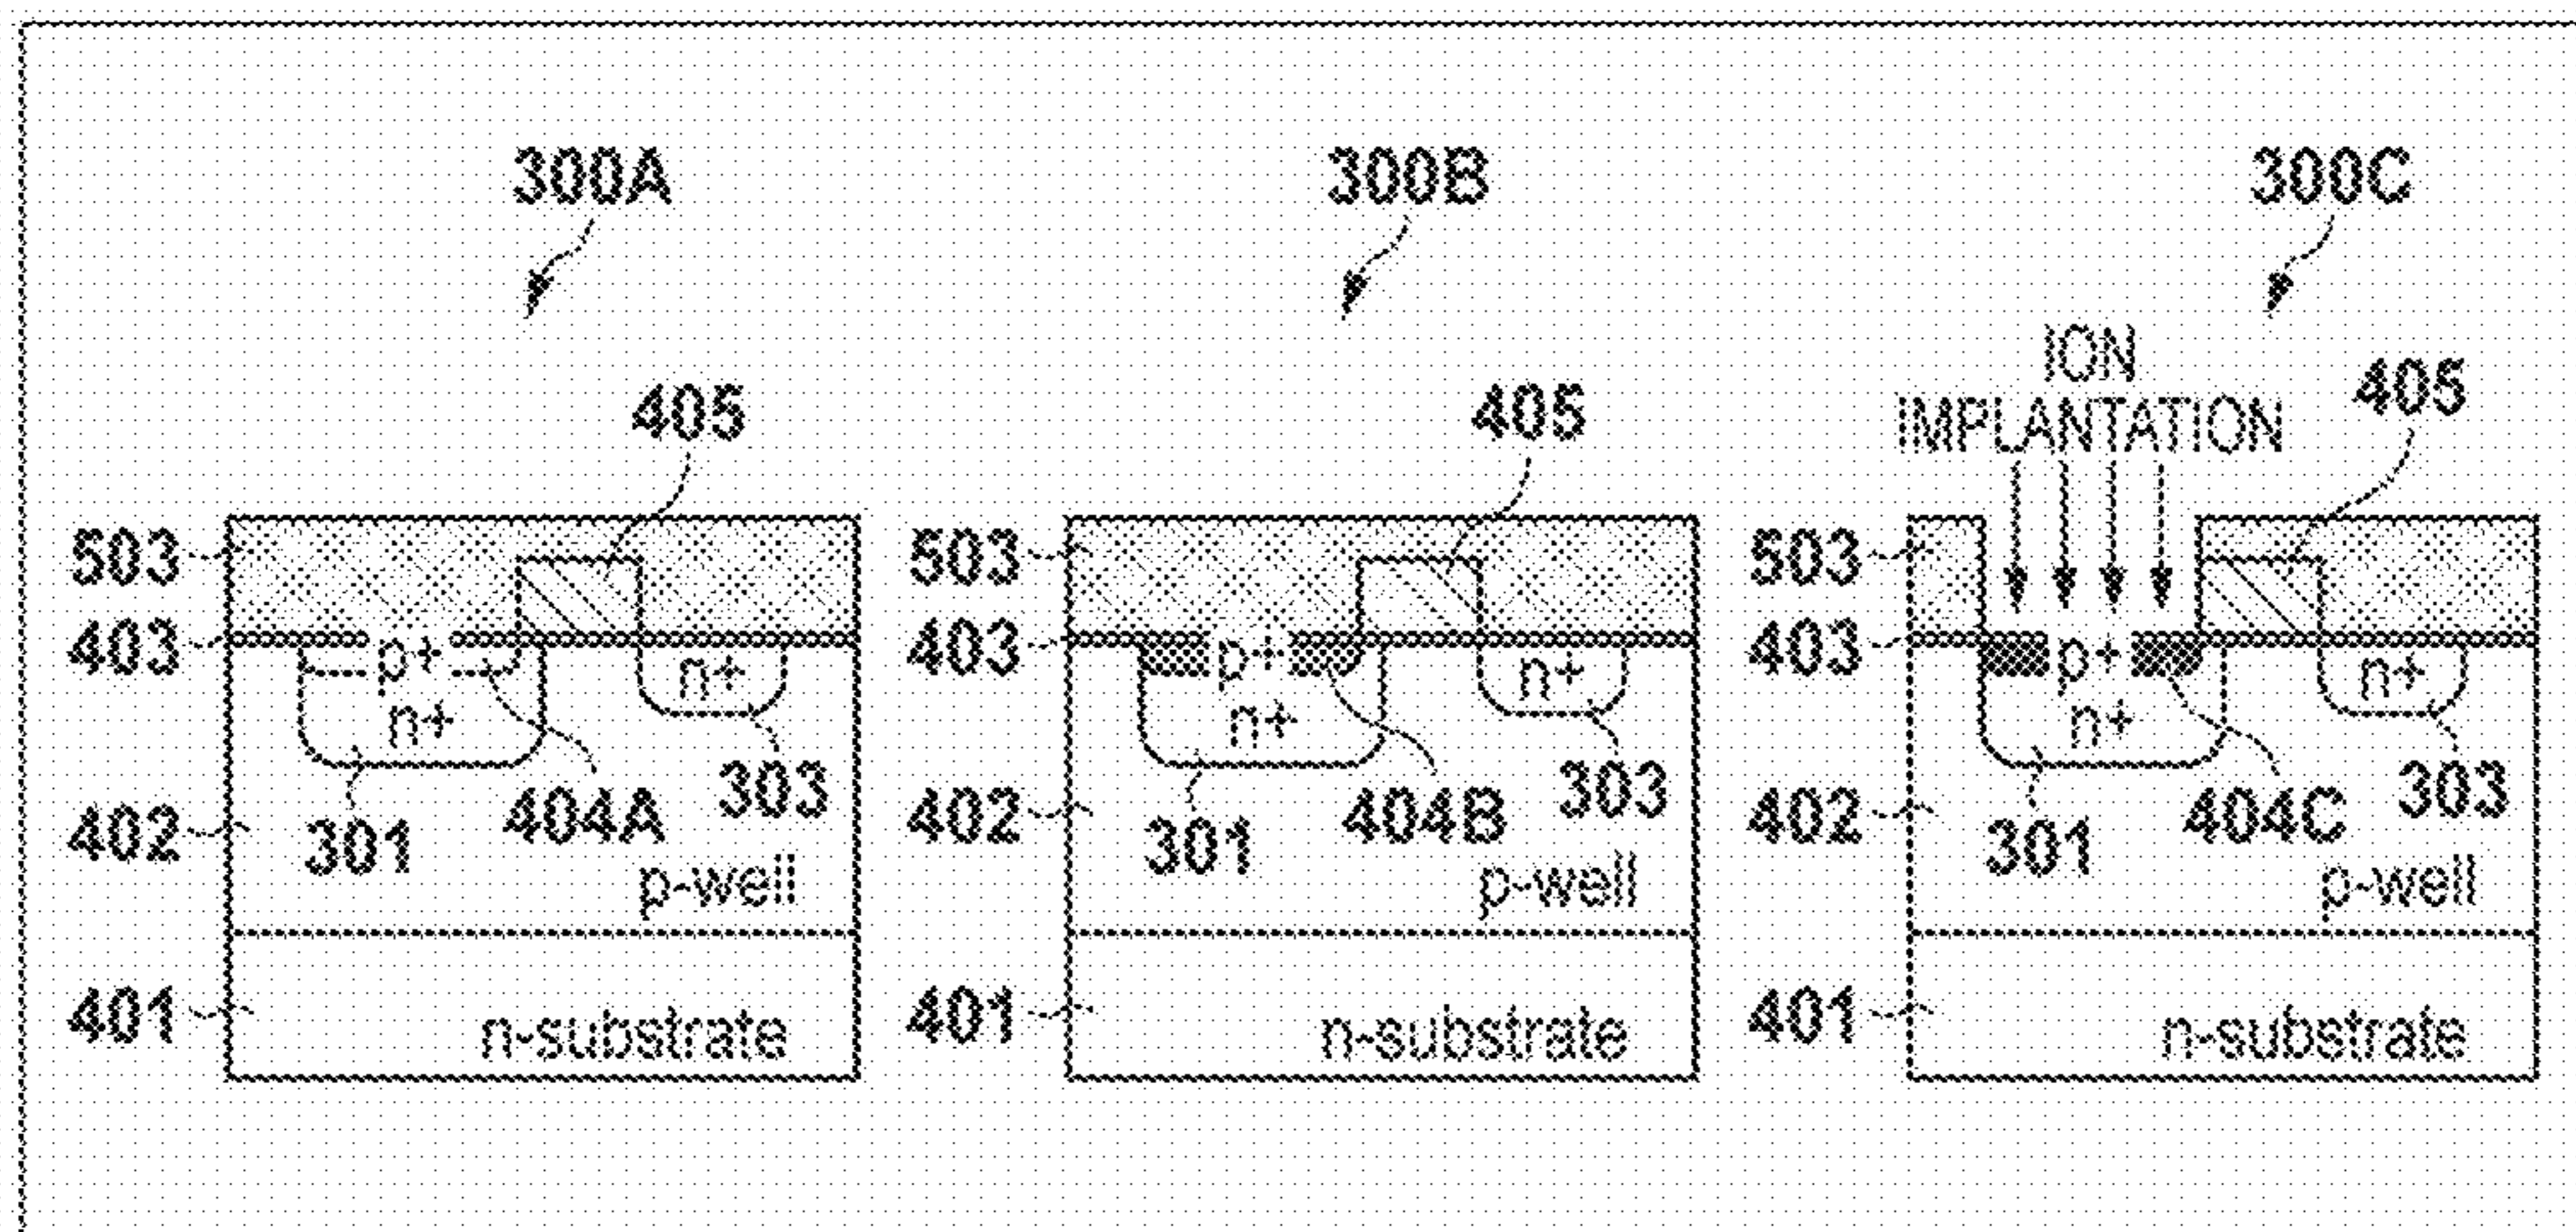 300A 300B 300C
ION
IMPLANTATION
405 405 405
503 503 503
403 403 403
p+ n+ p+ n+ p+ n+
n+ n+ n+
303 303 303
404A 404B 404C
402 402 402
301 301 301
p-well p-well p-well
401 401 401
n-substrate n-substrate n-substrate